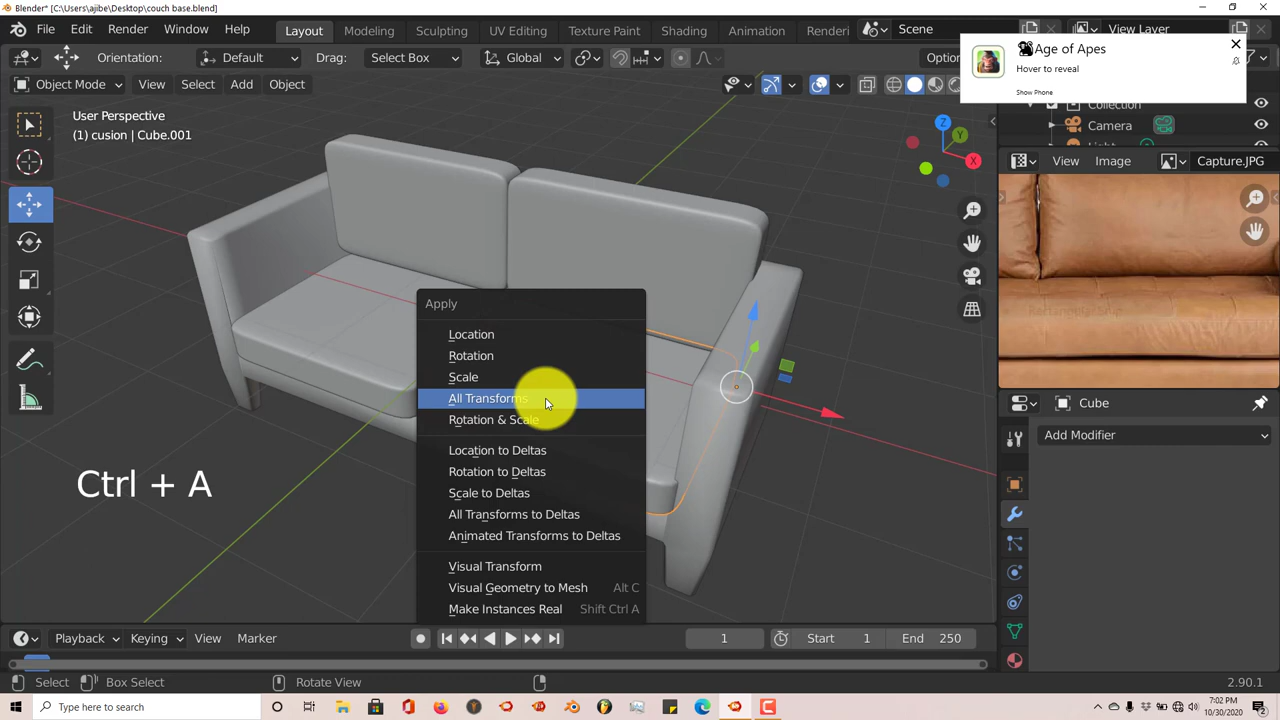 Blender* [C:\Users\ajibe\Desktop\couch base.blend]
File Edit Render Window Help Layout Modeling Sculpting UV Editing Texture Paint Shading Animation Renderi Scene View Layer
Orientation: Default Drag: Select Box Global Option
Age of Apes
Hover to reveal
Show Phone
Object Mode View Select Add Object
User Perspective
(1) cusion | Cube.001
Z
Y
X
Collection
Camera
View Image Capture.JPG
Apply
Location
Rotation
Scale
All Transforms
Rotation & Scale
Location to Deltas
Rotation to Deltas
Scale to Deltas
All Transforms to Deltas
Animated Transforms to Deltas
Visual Transform
Visual Geometry to Mesh Alt C
Make Instances Real Shift Ctrl A
Ctrl + A
Cube
Add Modifier
Playback Keying View Marker 1 Start 1 End 250
Select Box Select Rotate View 2.90.1
Type here to search
7:02 PM
10/30/2020
2